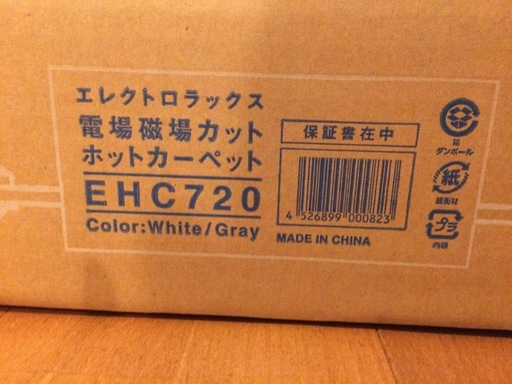 エレクトロラックス
電場磁場カット
ホットカーペット
EHC720
Color:White/Gray
保証書在中
4 526899 000823
MADE IN CHINA
箱
ダンボール
紙
緩衝材
プラ
内袋